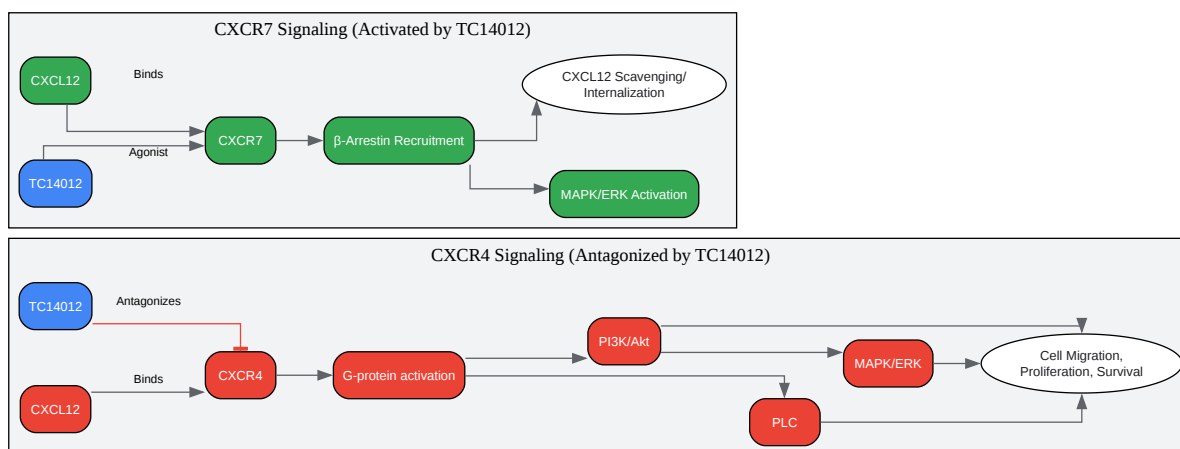 CXCR7 Signaling (Activated by TC14012)
CXCL12
Binds
CXCL12 Scavenging/
Internalization
CXCR7
β-Arrestin Recruitment
Agonist
TC14012
MAPK/ERK Activation
CXCR4 Signaling (Antagonized by TC14012)
TC14012
Antagonizes
PI3K/Akt
Cell Migration,
Proliferation, Survival
MAPK/ERK
Binds
CXCR4
G-protein activation
CXCL12
PLC